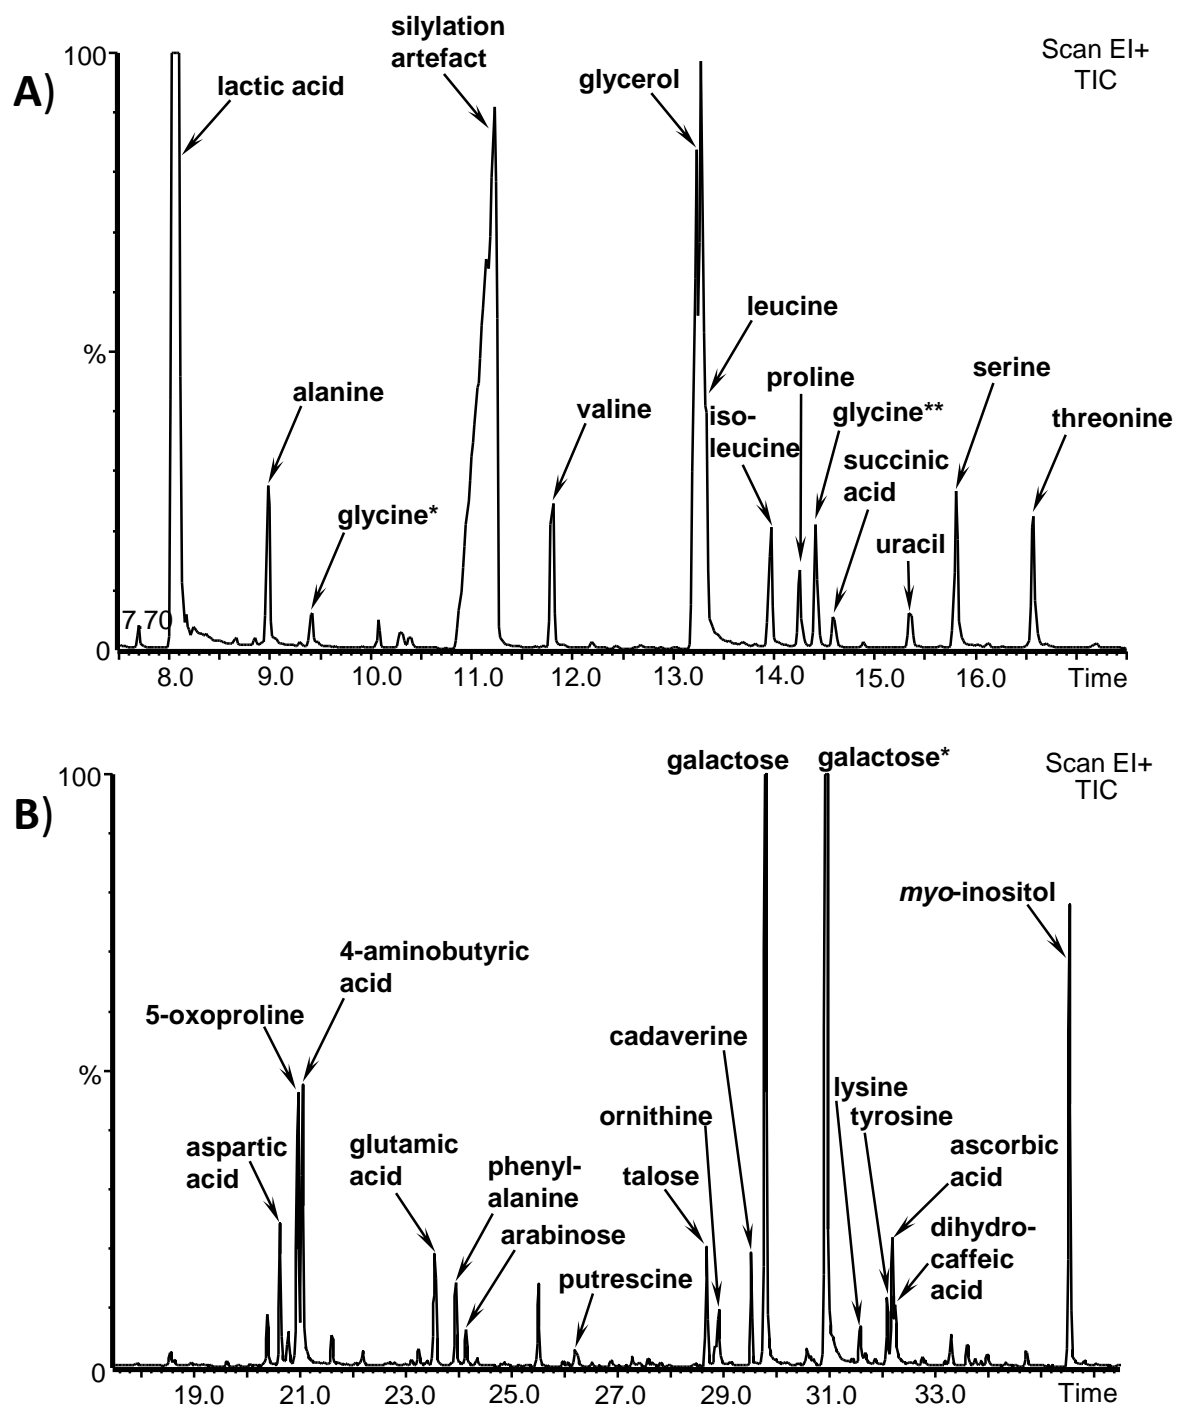 A)
Scan EI+
TIC
100
%
0
silylation
artefact
lactic acid
glycerol
leucine
alanine
valine
proline
serine
iso-
leucine
glycine**
threonine
succinic
acid
glycine*
uracil
7.70
8.0 9.0 10.0 11.0 12.0 13.0 14.0 15.0 16.0 Time
B)
Scan EI+
TIC
100
%
0
galactose
galactose*
myo-inositol
4-aminobutyric
acid
5-oxoproline
cadaverine
lysine
ornithine
tyrosine
aspartic
acid
glutamic
acid
ascorbic
acid
phenyl-
alanine
talose
arabinose
dihydro-
caffeic
acid
putrescine
19.0 21.0 23.0 25.0 27.0 29.0 31.0 33.0 Time